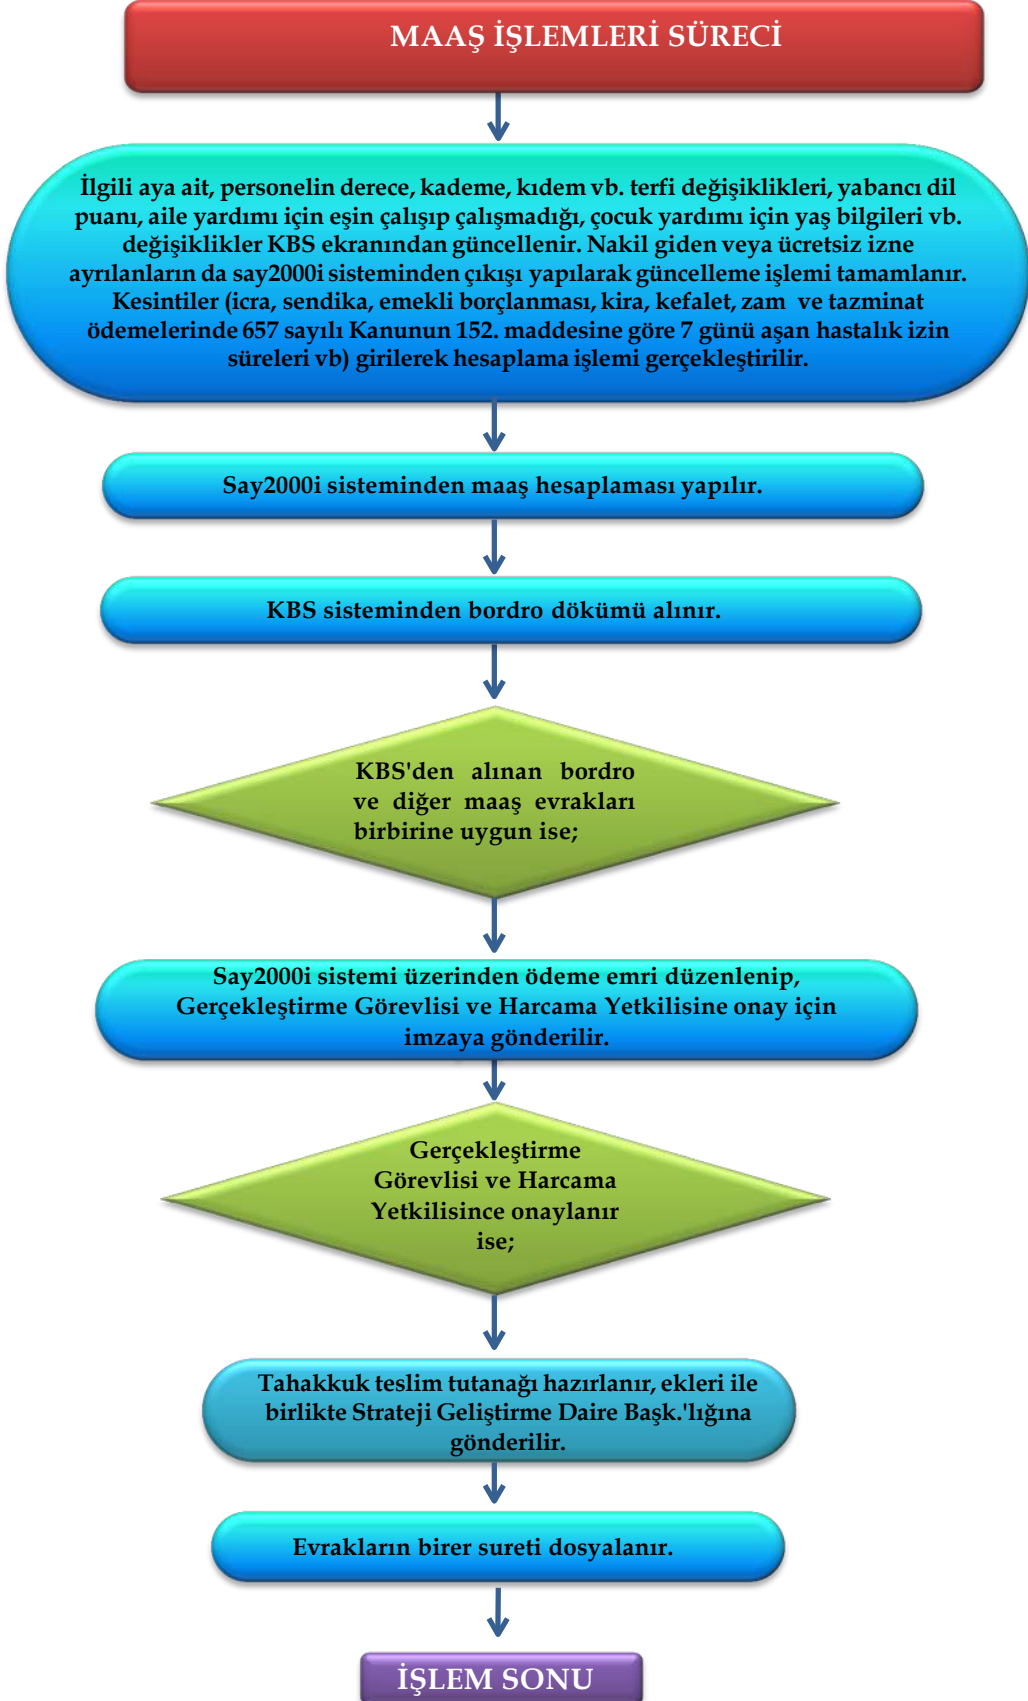 MAAŞ İŞLEMLERİ SÜRECİ
İlgili aya ait, personelin derece, kademe, kıdem vb. terfi değişiklikleri, yabancı dil
puanı, aile yardımı için eşin çalışıp çalışmadığı, çocuk yardımı için yaş bilgileri vb.
değişiklikler KBS ekranından güncellenir. Nakil giden veya ücretsiz izne
ayrılanların da say2000i sisteminden çıkışı yapılarak güncelleme işlemi tamamlanır.
Kesintiler (icra, sendika, emekli borçlanması, kira, kefalet, zam ve tazminat
ödemelerinde 657 sayılı Kanunun 152. maddesine göre 7 günü aşan hastalık izin
süreleri vb) girilerek hesaplama işlemi gerçekleştirilir.
Say2000i sisteminden maaş hesaplaması yapılır.
KBS sisteminden bordro dökümü alınır.
KBS'den alınan bordro
ve diğer maaş evrakları
birbirine uygun ise;
Say2000i sistemi üzerinden ödeme emri düzenlenip,
Gerçekleştirme Görevlisi ve Harcama Yetkilisine onay için
imzaya gönderilir.
Gerçekleştirme
Görevlisi ve Harcama
Yetkilisince onaylanır
ise;
Tahakkuk teslim tutanağı hazırlanır, ekleri ile
birlikte Strateji Geliştirme Daire Başk.'lığına
gönderilir.
Evrakların birer sureti dosyalanır.
İŞLEM SONU